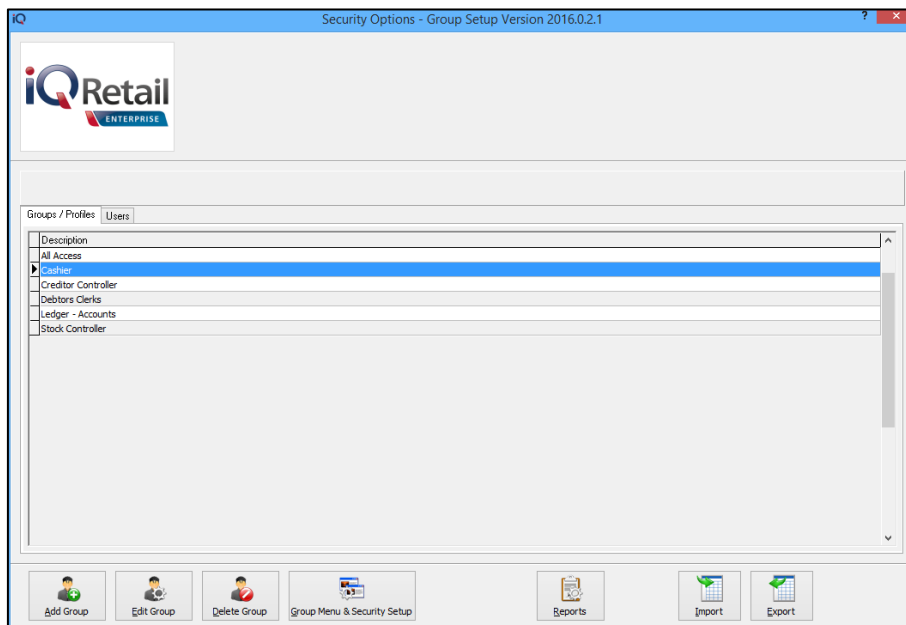 iQ Security Options - Group Setup Version 2016.0.2.1 ?
iQ Retail
ENTERPRISE
Groups / Profiles Users
Description
All Access
Cashier
Creditor Controller
Debtors Clerks
Ledger - Accounts
Stock Controller
Add Group Edit Group Delete Group Group Menu & Security Setup Reports Import Export